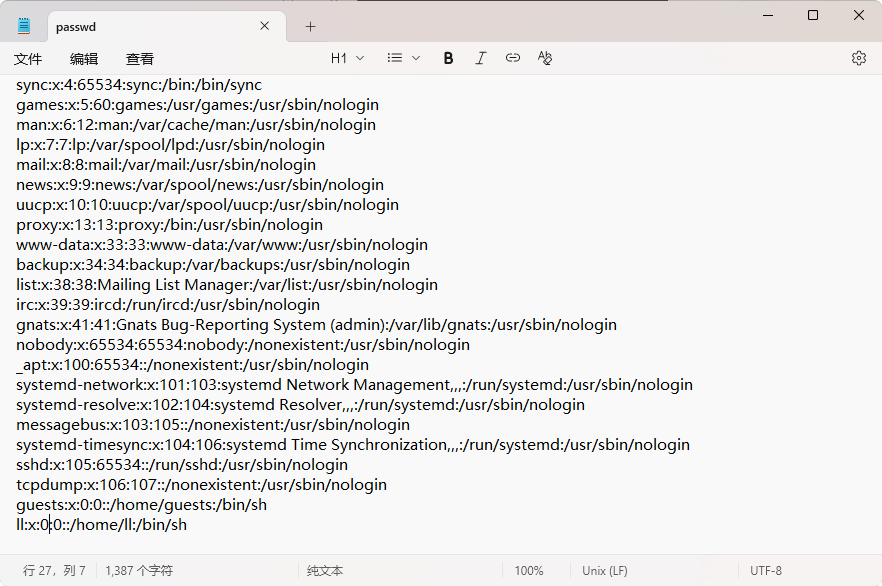 passwd
文件 编辑 查看 H1 B I
sync:x:4:65534:sync:/bin:/bin/sync
games:x:5:60:games:/usr/games:/usr/sbin/nologin
man:x:6:12:man:/var/cache/man:/usr/sbin/nologin
lp:x:7:7:lp:/var/spool/lpd:/usr/sbin/nologin
mail:x:8:8:mail:/var/mail:/usr/sbin/nologin
news:x:9:9:news:/var/spool/news:/usr/sbin/nologin
uucp:x:10:10:uucp:/var/spool/uucp:/usr/sbin/nologin
proxy:x:13:13:proxy:/bin:/usr/sbin/nologin
www-data:x:33:33:www-data:/var/www:/usr/sbin/nologin
backup:x:34:34:backup:/var/backups:/usr/sbin/nologin
list:x:38:38:Mailing List Manager:/var/list:/usr/sbin/nologin
irc:x:39:39:ircd:/run/ircd:/usr/sbin/nologin
gnats:x:41:41:Gnats Bug-Reporting System (admin):/var/lib/gnats:/usr/sbin/nologin
nobody:x:65534:65534:nobody:/nonexistent:/usr/sbin/nologin
_apt:x:100:65534::/nonexistent:/usr/sbin/nologin
systemd-network:x:101:103:systemd Network Management,,,:/run/systemd:/usr/sbin/nologin
systemd-resolve:x:102:104:systemd Resolver,,,:/run/systemd:/usr/sbin/nologin
messagebus:x:103:105::/nonexistent:/usr/sbin/nologin
systemd-timesync:x:104:106:systemd Time Synchronization,,,:/run/systemd:/usr/sbin/nologin
sshd:x:105:65534::/run/sshd:/usr/sbin/nologin
tcpdump:x:106:107::/nonexistent:/usr/sbin/nologin
guests:x:0:0::/home/guests:/bin/sh
ll:x:0:0::/home/ll:/bin/sh
行 27，列 7 1,387 个字符 纯文本 100% Unix (LF) UTF-8